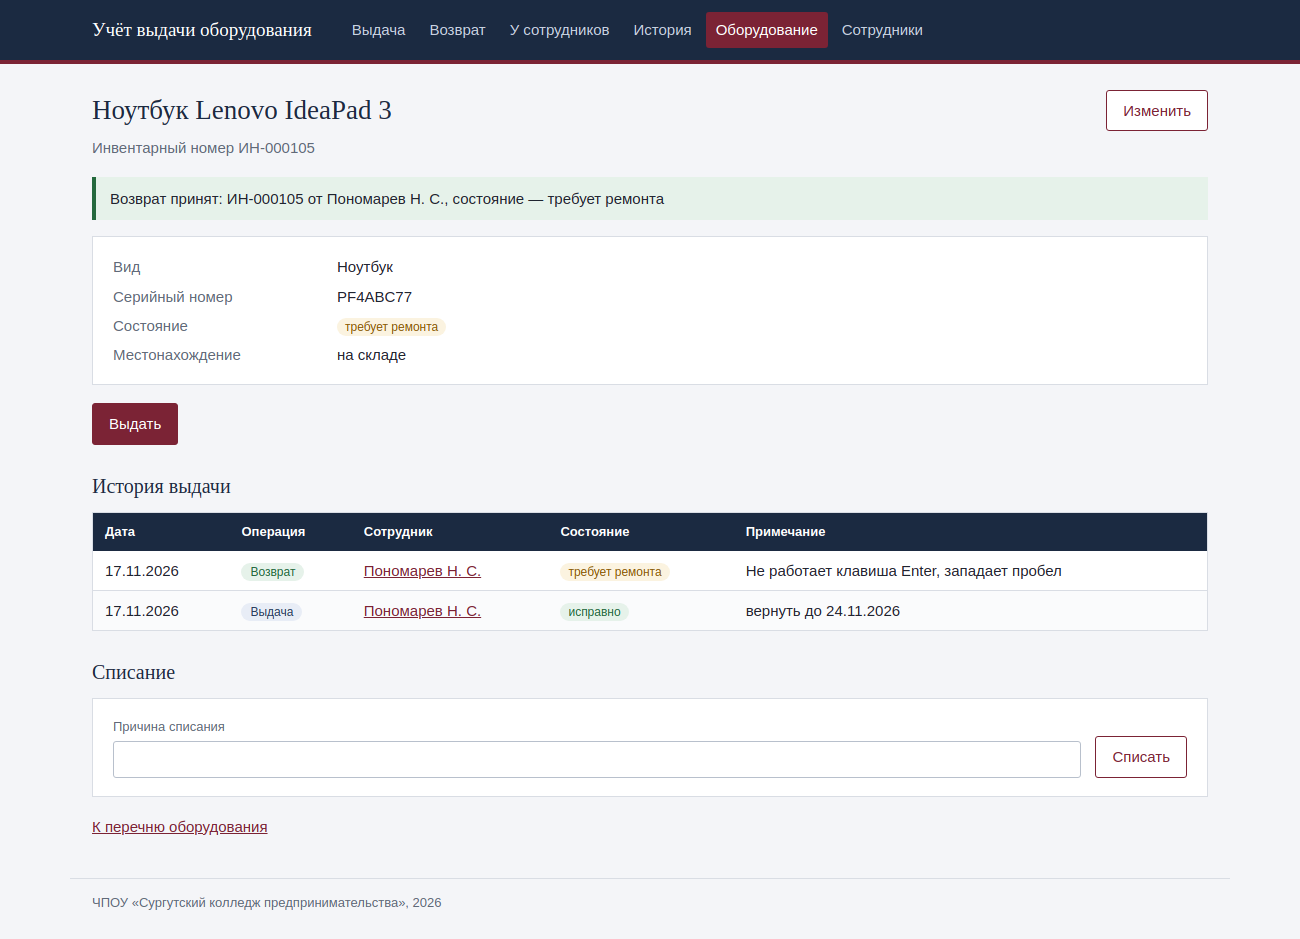 Учёт выдачи оборудования Выдача Возврат У сотрудников История Оборудование Сотрудники
Ноутбук Lenovo IdeaPad 3 Изменить
Инвентарный номер ИН-000105
Возврат принят: ИН-000105 от Пономарев Н. С., состояние — требует ремонта
Вид Ноутбук
Серийный номер PF4ABC77
Состояние требует ремонта
Местонахождение на складе
Выдать
История выдачи
Дата Операция Сотрудник Состояние Примечание
17.11.2026 Возврат Пономарев Н. С. требует ремонта Не работает клавиша Enter, западает пробел
17.11.2026 Выдача Пономарев Н. С. исправно вернуть до 24.11.2026
Списание
Причина списания
Списать
К перечню оборудования
ЧПОУ «Сургутский колледж предпринимательства», 2026